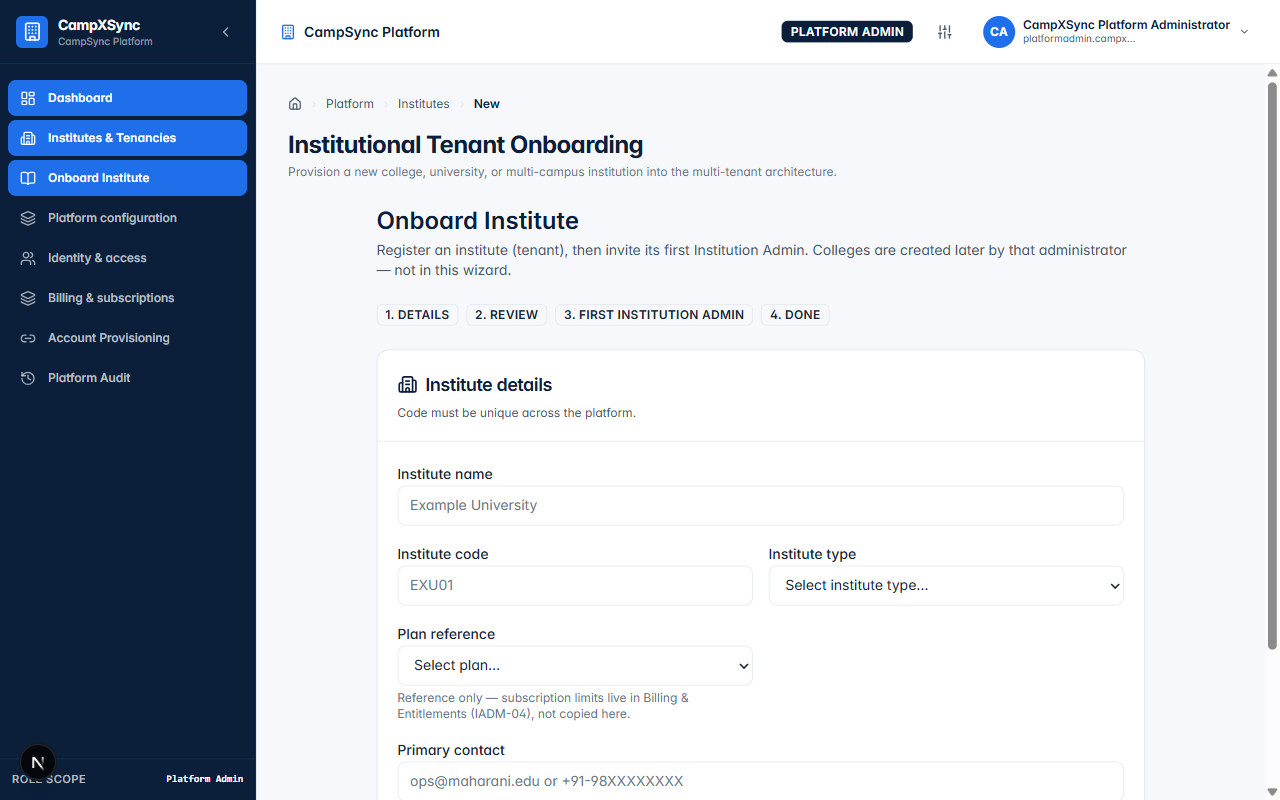 CampXSync
CampSync Platform
Dashboard
Institutes & Tenancies
Onboard Institute
Platform configuration
Identity & access
Billing & subscriptions
Account Provisioning
Platform Audit
N
ROLE SCOPE
Platform Admin
CampSync Platform
PLATFORM ADMIN
CA
CampXSync Platform Administrator
platformadmin.campx...
Platform
Institutes
New
Institutional Tenant Onboarding
Provision a new college, university, or multi-campus institution into the multi-tenant architecture.
Onboard Institute
Register an institute (tenant), then invite its first Institution Admin. Colleges are created later by that administrator
— not in this wizard.
1. DETAILS
2. REVIEW
3. FIRST INSTITUTION ADMIN
4. DONE
Institute details
Code must be unique across the platform.
Institute name
Example University
Institute code
EXU01
Institute type
Select institute type...
Plan reference
Select plan...
Reference only — subscription limits live in Billing &
Entitlements (IADM-04), not copied here.
Primary contact
ops@maharani.edu or +91-98XXXXXXXX